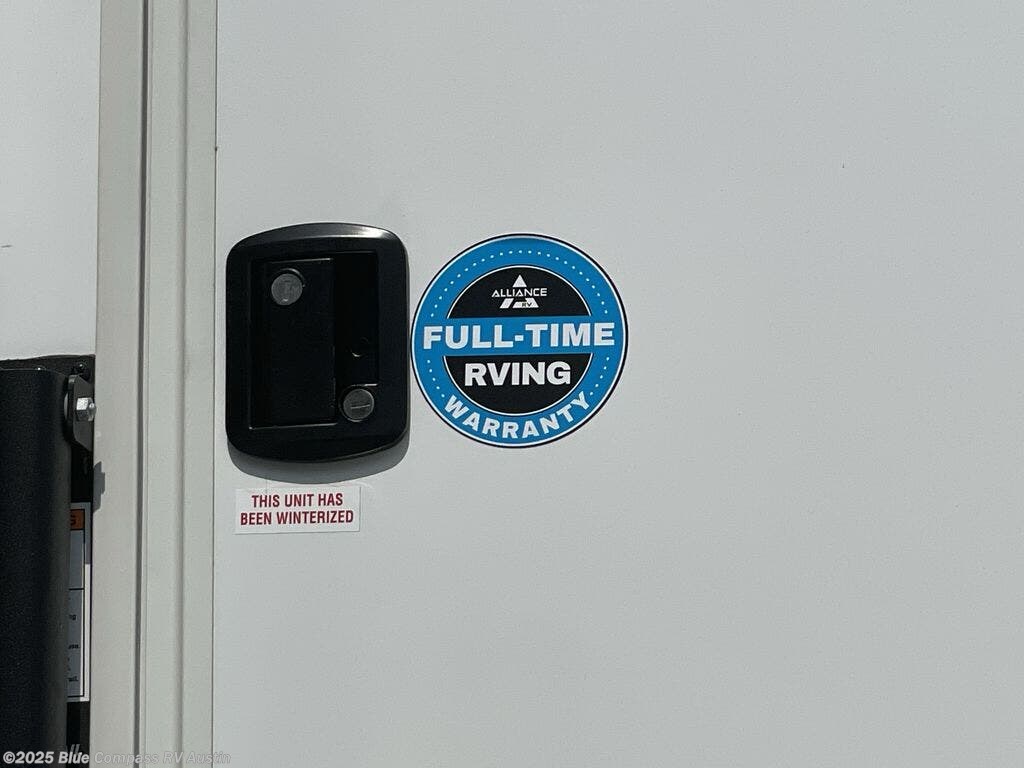 ALLIANCE
RV
FULL-TIME
RVING
WARRANTY
THIS UNIT HAS
BEEN WINTERIZED
©2025 Blue Compass RV Austin